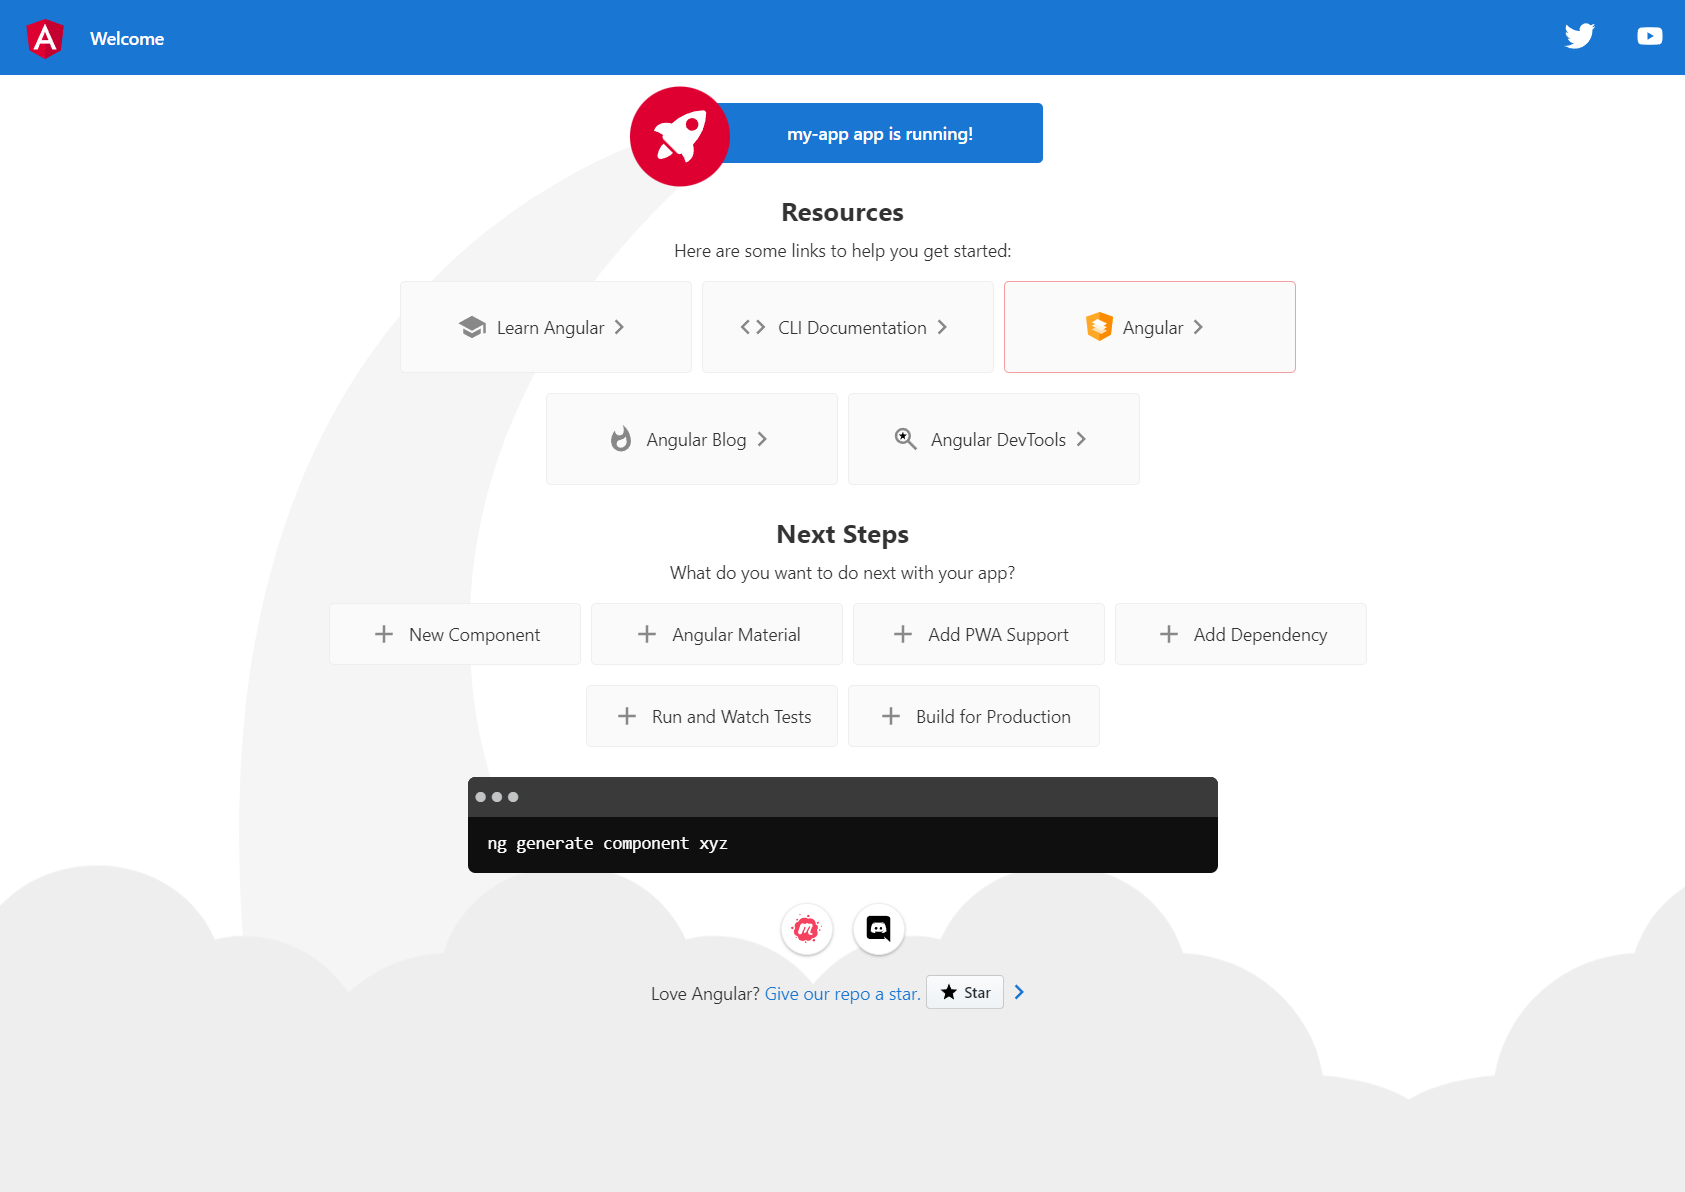 Welcome
my-app app is running!
Resources
Here are some links to help you get started:
Learn Angular
CLI Documentation
Angular
Angular Blog
Angular DevTools
Next Steps
What do you want to do next with your app?
New Component
Angular Material
Add PWA Support
Add Dependency
Run and Watch Tests
Build for Production
ng generate component xyz
Love Angular? Give our repo a star. Star